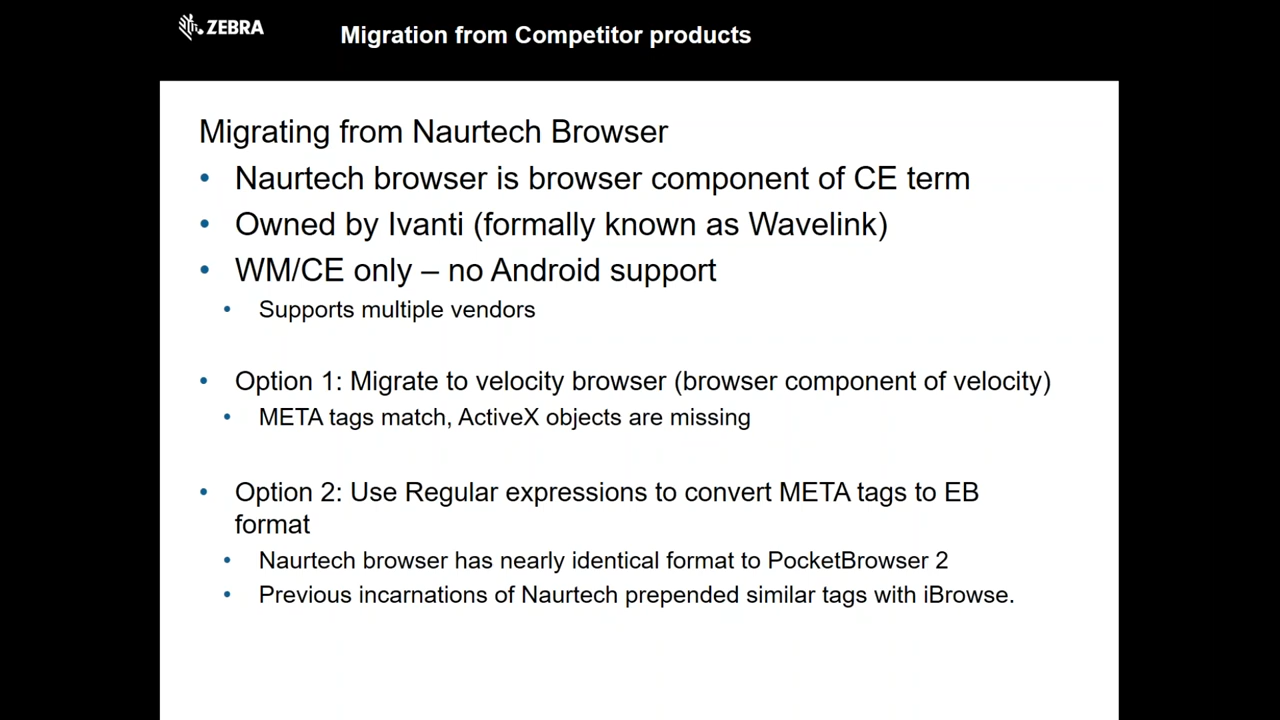 ZEBRA
Migration from Competitor products
Migrating from Naurtech Browser
• Naurtech browser is browser component of CE term
• Owned by Ivanti (formally known as Wavelink)
• WM/CE only – no Android support
• Supports multiple vendors
• Option 1: Migrate to velocity browser (browser component of velocity)
• META tags match, ActiveX objects are missing
• Option 2: Use Regular expressions to convert META tags to EB
format
• Naurtech browser has nearly identical format to PocketBrowser 2
• Previous incarnations of Naurtech prepended similar tags with iBrowse.